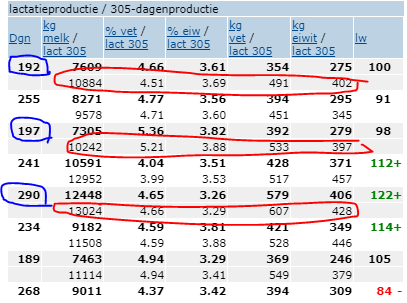 lactatieproductie / 305-dagenproductie
Dgn kg melk / lact 305 % vet / lact 305 % eiw / lact 305 kg vet / lact 305 kg eiwit / lact 305 lw
192 7609 4.66 3.61 354 275 100
10884 4.51 3.69 491 402
255 8271 4.77 3.56 394 295 91
9578 4.71 3.60 451 345
197 7305 5.36 3.82 392 279 98
10242 5.21 3.88 533 397
241 10591 4.04 3.51 428 371 112+
12952 3.99 3.53 517 457
290 12448 4.65 3.26 579 406 122+
13024 4.66 3.29 607 428
234 9182 4.59 3.81 421 349 114+
11508 4.59 3.88 528 446
189 7463 4.94 3.29 369 246 105
11114 4.94 3.41 549 379
268 9011 4.37 3.42 394 309 84 -